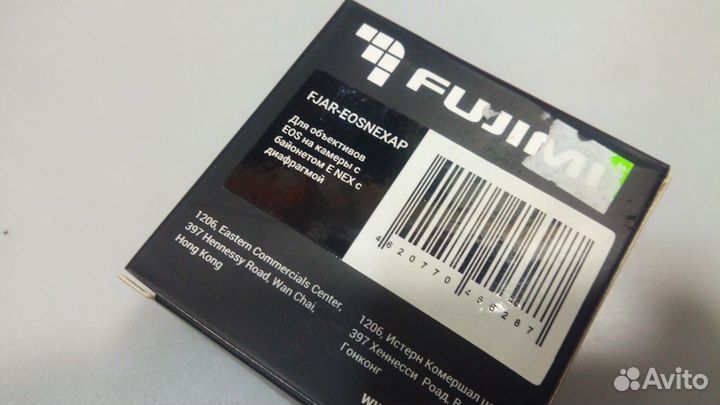 FUJIMI
FJAR-EOSNEXAP
Для объективов
EOS на камеры с
байонетом E NEX с
диафрагмой
1206, Eastern Commercials Center,
397 Hennessy Road, Wan Chai,
Hong Kong
1206, Истерн Комершал
397 Хеннесси Роад,
Гонконг
Avito